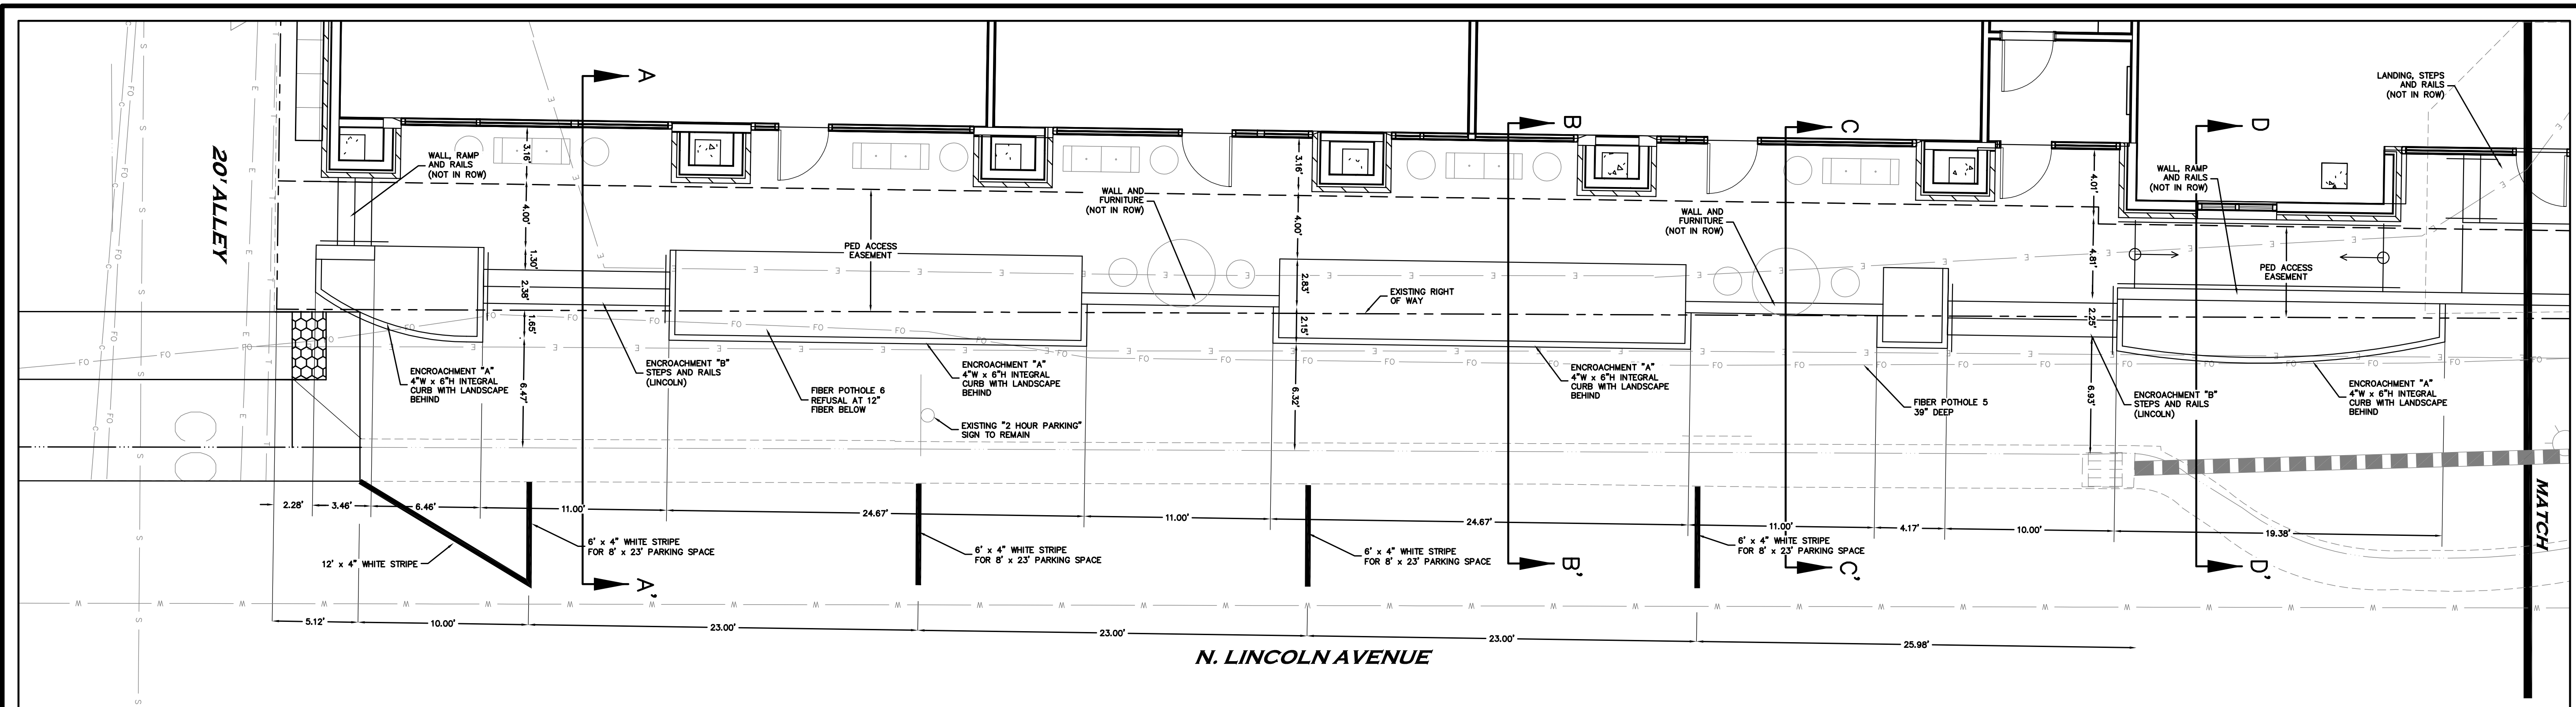 20' ALLEY
A
B
C
D
LANDING, STEPS
AND RAILS
(NOT IN ROW)
WALL, RAMP
AND RAILS
(NOT IN ROW)
3.16'
4.00'
1.30'
2.38'
1.65'
6.47'
PED ACCESS
EASEMENT
WALL AND
FURNITURE
(NOT IN ROW)
3.16'
4.00'
2.83'
2.15'
6.32'
EXISTING RIGHT
OF WAY
WALL AND
FURNITURE
(NOT IN ROW)
4.01'
4.81'
2.25'
6.93'
WALL, RAMP
AND RAILS
(NOT IN ROW)
PED ACCESS
EASEMENT
ENCROACHMENT "A"
4"W x 6"H INTEGRAL
CURB WITH LANDSCAPE
BEHIND
ENCROACHMENT "B"
STEPS AND RAILS
(LINCOLN)
FIBER POTHOLE 6
REFUSAL AT 12"
FIBER BELOW
ENCROACHMENT "A"
4"W x 6"H INTEGRAL
CURB WITH LANDSCAPE
BEHIND
EXISTING "2 HOUR PARKING"
SIGN TO REMAIN
ENCROACHMENT "A"
4"W x 6"H INTEGRAL
CURB WITH LANDSCAPE
BEHIND
FIBER POTHOLE 5
39" DEEP
ENCROACHMENT "B"
STEPS AND RAILS
(LINCOLN)
ENCROACHMENT "A"
4"W x 6"H INTEGRAL
CURB WITH LANDSCAPE
BEHIND
2.28'
3.46'
6.46'
11.00'
24.67'
11.00'
24.67'
11.00'
4.17'
10.00'
19.38'
12' x 4" WHITE STRIPE
6' x 4" WHITE STRIPE
FOR 8' x 23' PARKING SPACE
6' x 4" WHITE STRIPE
FOR 8' x 23' PARKING SPACE
6' x 4" WHITE STRIPE
FOR 8' x 23' PARKING SPACE
6' x 4" WHITE STRIPE
FOR 8' x 23' PARKING SPACE
A'
B'
C'
D'
MATCH
5.12'
10.00'
23.00'
23.00'
23.00'
25.98'
N. LINCOLN AVENUE